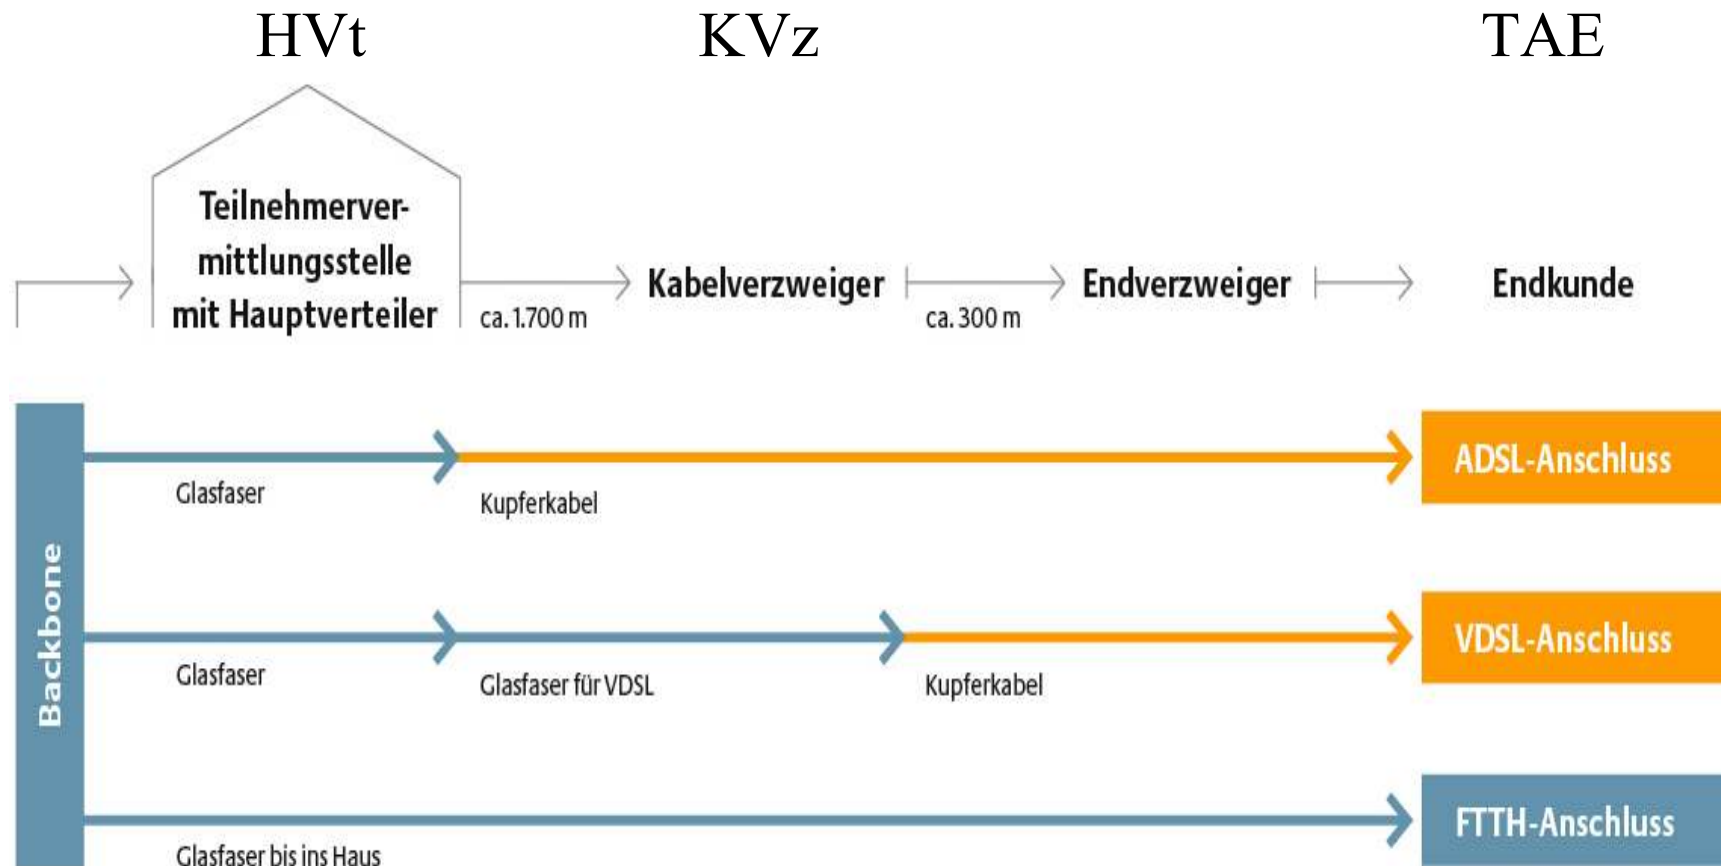 HVt
KVz
TAE
Teilnehmerver-
mittlungsstelle
mit Hauptverteiler
ca. 1.700 m
Kabelverzweiger
ca. 300 m
Endverzweiger
Endkunde
Backbone
Glasfaser
Kupferkabel
ADSL-Anschluss
Glasfaser
Glasfaser für VDSL
Kupferkabel
VDSL-Anschluss
Glasfaser bis ins Haus
FTTH-Anschluss